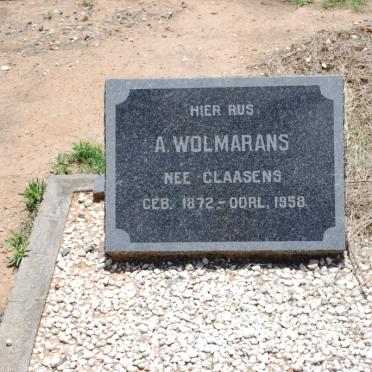 HIER RUS
A. WOLMARANS
NEE CLAASENS
GEB. 1872 - OORL. 1958